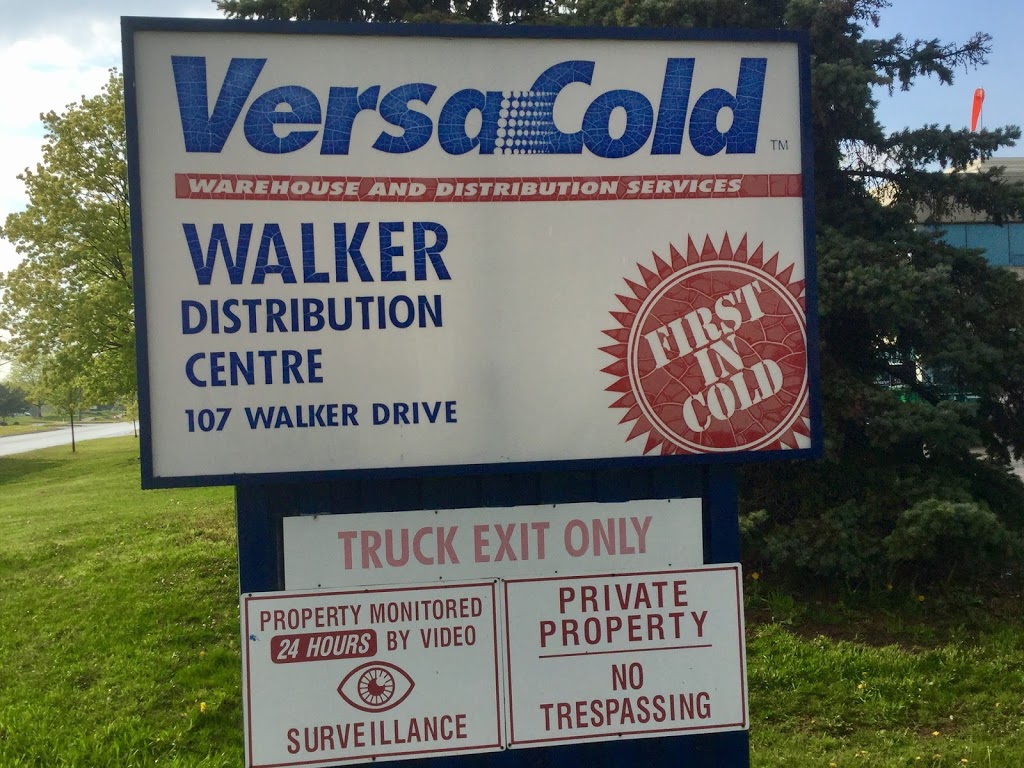 VersaCold TM
WAREHOUSE AND DISTRIBUTION SERVICES
WALKER
DISTRIBUTION
CENTRE
107 WALKER DRIVE
FIRST
IN
COLD
TRUCK EXIT ONLY
PROPERTY MONITORED
24 HOURS BY VIDEO
SURVEILLANCE
PRIVATE
PROPERTY
NO
TRESPASSING